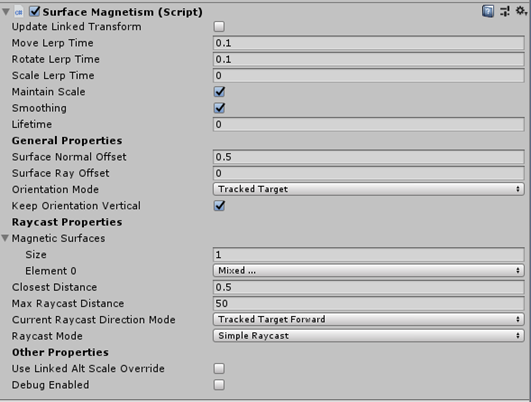 Surface Magnetism (Script)
Update Linked Transform
Move Lerp Time 0.1
Rotate Lerp Time 0.1
Scale Lerp Time 0
Maintain Scale
Smoothing
Lifetime 0
General Properties
Surface Normal Offset 0.5
Surface Ray Offset 0
Orientation Mode Tracked Target
Keep Orientation Vertical
Raycast Properties
Magnetic Surfaces
Size 1
Element 0 Mixed ...
Closest Distance 0.5
Max Raycast Distance 50
Current Raycast Direction Mode Tracked Target Forward
Raycast Mode Simple Raycast
Other Properties
Use Linked Alt Scale Override
Debug Enabled